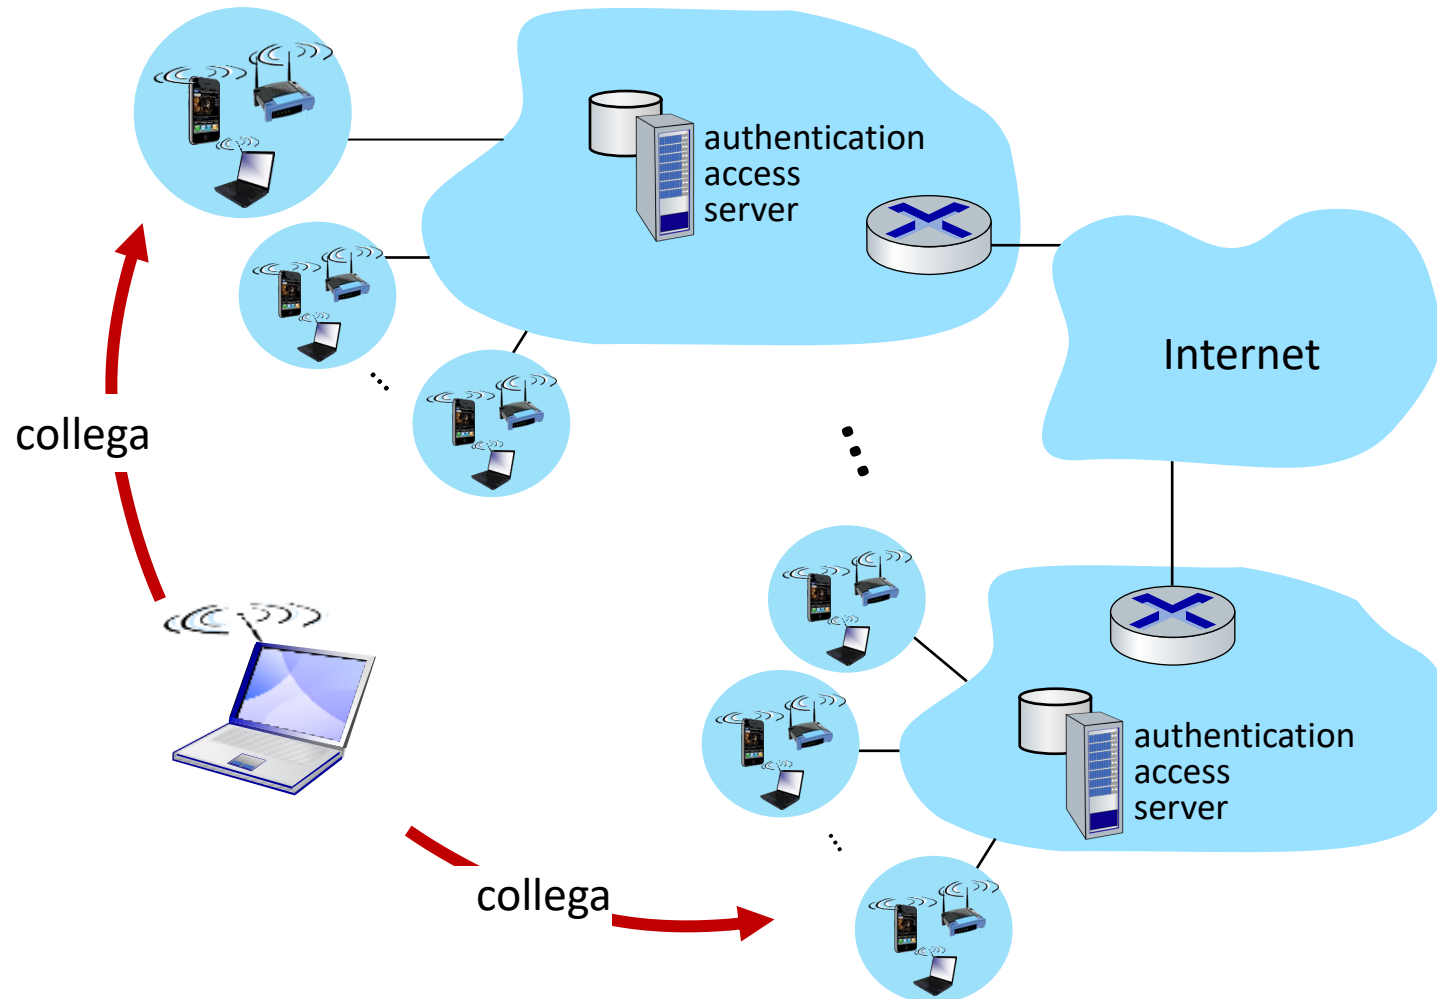 authentication
access
server
Internet
collega
authentication
access
server
collega